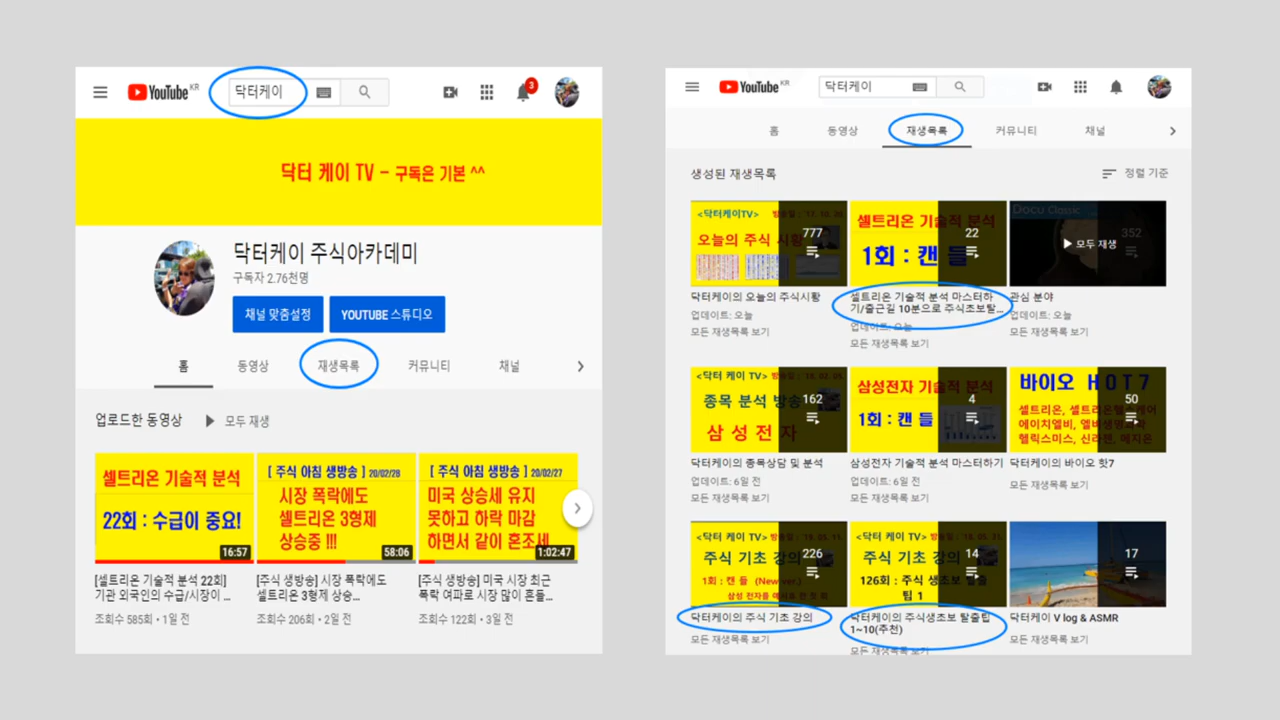 YouTube KR
닥터케이
3
닥터 케이 TV - 구독은 기본 ^^
닥터케이 주식아카데미
구독자 2.76천명
채널 맞춤설정
YOUTUBE 스튜디오
홈
동영상
재생목록
커뮤니티
채널
업로드한 동영상
모두 재생
셀트리온 기술적 분석
22회 : 수급이 중요!
16:57
[셀트리온 기술적 분석 22회]
기관 외국인의 수급/시장이 ...
조회수 585회 • 1일 전
[ 주식 아침 생방송 ] 20/02/28
시장 폭락에도
셀트리온 3형제
상승중 !!!
58:06
[주식 생방송] 시장 폭락에도
셀트리온 3형제 상승...
조회수 206회 • 2일 전
[ 주식 아침 생방송 ] 20/02/27
미국 상승세 유지
못하고 하락 마감
하면서 같이 혼조세
1:02:47
[주식 생방송] 미국 시장 최근
폭락 여파로 시장 많이 흔들...
조회수 122회 • 3일 전
YouTube KR
닥터케이
홈
동영상
재생목록
커뮤니티
채널
생성된 재생목록
정렬 기준
<닥터케이TV>
오늘의 주식 시황
777
닥터케이의 오늘의 주식시황
업데이트: 오늘
모든 재생목록 보기
셀트리온 기술적 분석
1회 : 캔 들
22
셀트리온 기술적 분석 마스터하
기/출근길 10분으로 주식초보탈...
업데이트: 오늘
모든 재생목록 보기
Docu Classic
352
모두 재생
관심 분야
업데이트: 오늘
모든 재생목록 보기
<닥터 케이 TV>
종목 분석 방송
삼 성 전 자
162
닥터케이의 종목상담 및 분석
업데이트: 6일 전
모든 재생목록 보기
삼성전자 기술적 분석
1회 : 캔 들
4
삼성전자 기술적 분석 마스터하기
업데이트: 6일 전
모든 재생목록 보기
바이오 HOT7
셀트리온, 셀트리온헬스케어
에이치엘비, 엘비생명과학
헬릭스미스, 신라젠, 메지온
50
닥터케이의 바이오 핫7
모든 재생목록 보기
<닥터 케이 TV>
주식 기초 강의
1회 : 캔 들 (New ver.)
226
닥터케이의 주식 기초 강의
모든 재생목록 보기
<닥터 케이 TV>
주식 기초 강의
126회 : 주식 생초보 탈출
팁 1
14
닥터케이의 주식생초보 탈출팁
1~10(추천)
모든 재생목록 보기
17
닥터케이 V log & ASMR
모든 재생목록 보기